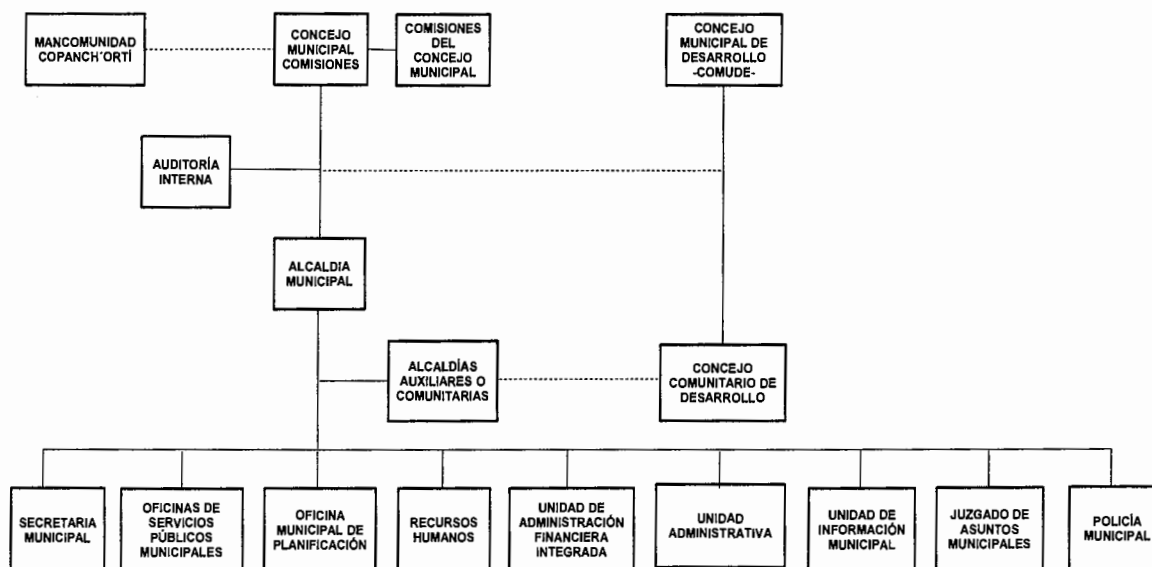 MANCOMUNIDAD
COPANCH´ORTÍ
CONCEJO
MUNICIPAL
COMISIONES
COMISIONES
DEL
CONCEJO
MUNICIPAL
CONCEJO
MUNICIPAL DE
DESARROLLO
-COMUDE-
AUDITORÍA
INTERNA
ALCALDIA
MUNICIPAL
ALCALDÍAS
AUXILIARES O
COMUNITARIAS
CONCEJO
COMUNITARIO DE
DESARROLLO
SECRETARIA
MUNICIPAL
OFICINAS DE
SERVICIOS
PÚBLICOS
MUNICIPALES
OFICINA
MUNICIPAL DE
PLANIFICACIÓN
RECURSOS
HUMANOS
UNIDAD DE
ADMINISTRACIÓN
FINANCIERA
INTEGRADA
UNIDAD
ADMINISTRATIVA
UNIDAD DE
INFORMACIÓN
MUNICIPAL
JUZGADO DE
ASUNTOS
MUNICIPALES
POLICÍA
MUNICIPAL